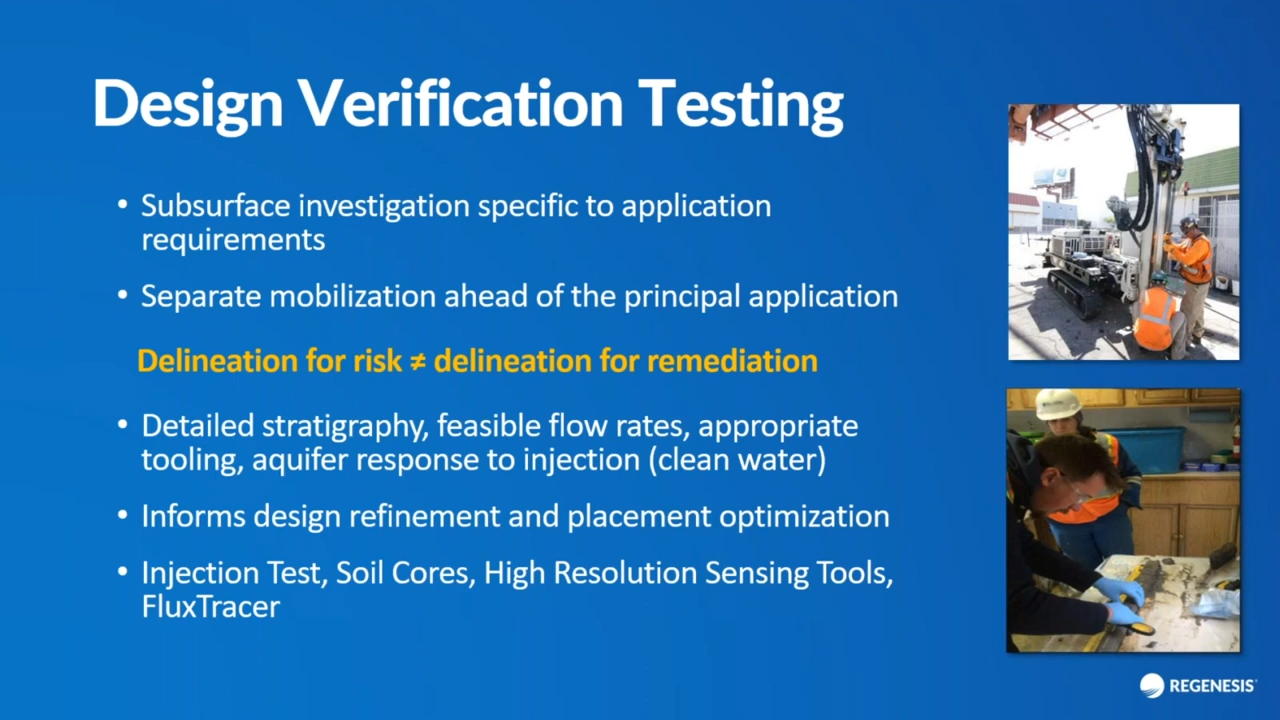 Design Verification Testing
• Subsurface investigation specific to application
requirements
• Separate mobilization ahead of the principal application
Delineation for risk ≠ delineation for remediation
• Detailed stratigraphy, feasible flow rates, appropriate
tooling, aquifer response to injection (clean water)
• Informs design refinement and placement optimization
• Injection Test, Soil Cores, High Resolution Sensing Tools,
FluxTracer
REGENESIS